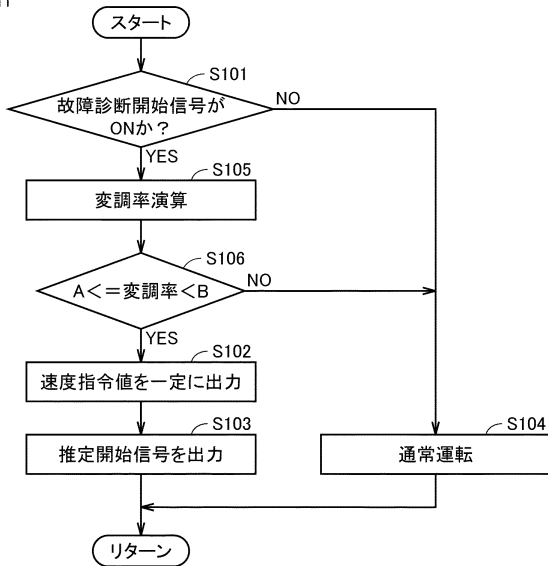 スタート
S101
故障診断開始信号が
ONか？
NO
YES
S105
変調率演算
S106
A<=変調率<B
NO
YES
S102
速度指令値を一定に出力
S103
推定開始信号を出力
S104
通常運転
リターン